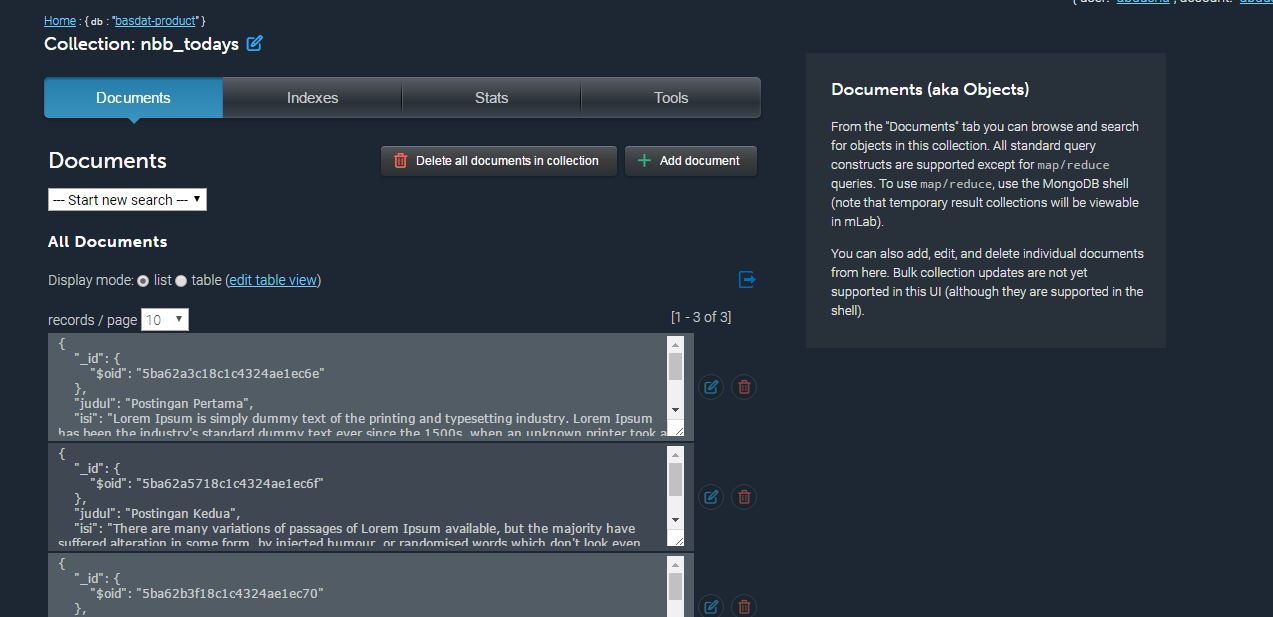 { user: "abdasha", account: "abdas
Home : { db : "basdat-product" }
Collection: nbb_todays
Documents
Indexes
Stats
Tools
Documents
Delete all documents in collection
Add document
--- Start new search ---
All Documents
Display mode: list table (edit table view)
records / page 10
[1 - 3 of 3]
{
"_id": {
"$oid": "5ba62a3c18c1c4324ae1ec6e"
},
"judul": "Postingan Pertama",
"isi": "Lorem Ipsum is simply dummy text of the printing and typesetting industry. Lorem Ipsum
has been the industry's standard dummy text ever since the 1500s, when an unknown printer took a
{
"_id": {
"$oid": "5ba62a5718c1c4324ae1ec6f"
},
"judul": "Postingan Kedua",
"isi": "There are many variations of passages of Lorem Ipsum available, but the majority have
suffered alteration in some form, by injected humour, or randomised words which don't look even
{
"_id": {
"$oid": "5ba62b3f18c1c4324ae1ec70"
},
Documents (aka Objects)
From the "Documents" tab you can browse and search
for objects in this collection. All standard query
constructs are supported except for map/reduce
queries. To use map/reduce, use the MongoDB shell
(note that temporary result collections will be viewable
in mLab).
You can also add, edit, and delete individual documents
from here. Bulk collection updates are not yet
supported in this UI (although they are supported in the
shell).